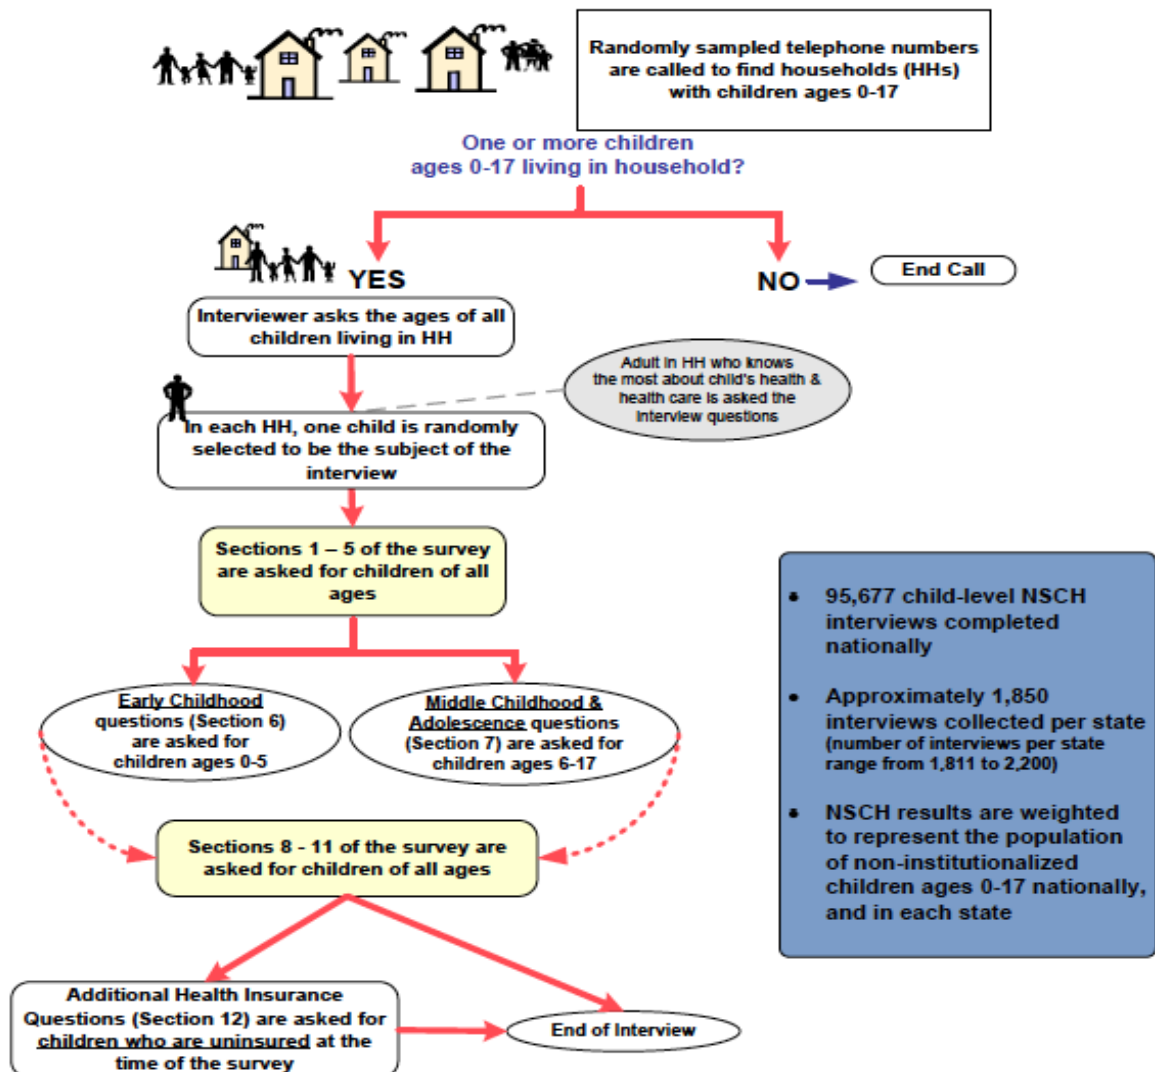 Randomly sampled telephone numbers
are called to find households (HHs)
with children ages 0-17
One or more children
ages 0-17 living in household?
YES
NO
End Call
Interviewer asks the ages of all
children living in HH
Adult in HH who knows
the most about child's health &
health care is asked the
interview questions
In each HH, one child is randomly
selected to be the subject of the
interview
Sections 1 – 5 of the survey
are asked for children of all
ages
Early Childhood
questions (Section 6)
are asked for
children ages 0-5
Middle Childhood &
Adolescence questions
(Section 7) are asked for
children ages 6-17
Sections 8 - 11 of the survey are
asked for children of all ages
Additional Health Insurance
Questions (Section 12) are asked for
children who are uninsured at the
time of the survey
End of Interview
• 95,677 child-level NSCH
interviews completed
nationally
• Approximately 1,850
interviews collected per state
(number of interviews per state
range from 1,811 to 2,200)
• NSCH results are weighted
to represent the population
of non-institutionalized
children ages 0-17 nationally,
and in each state